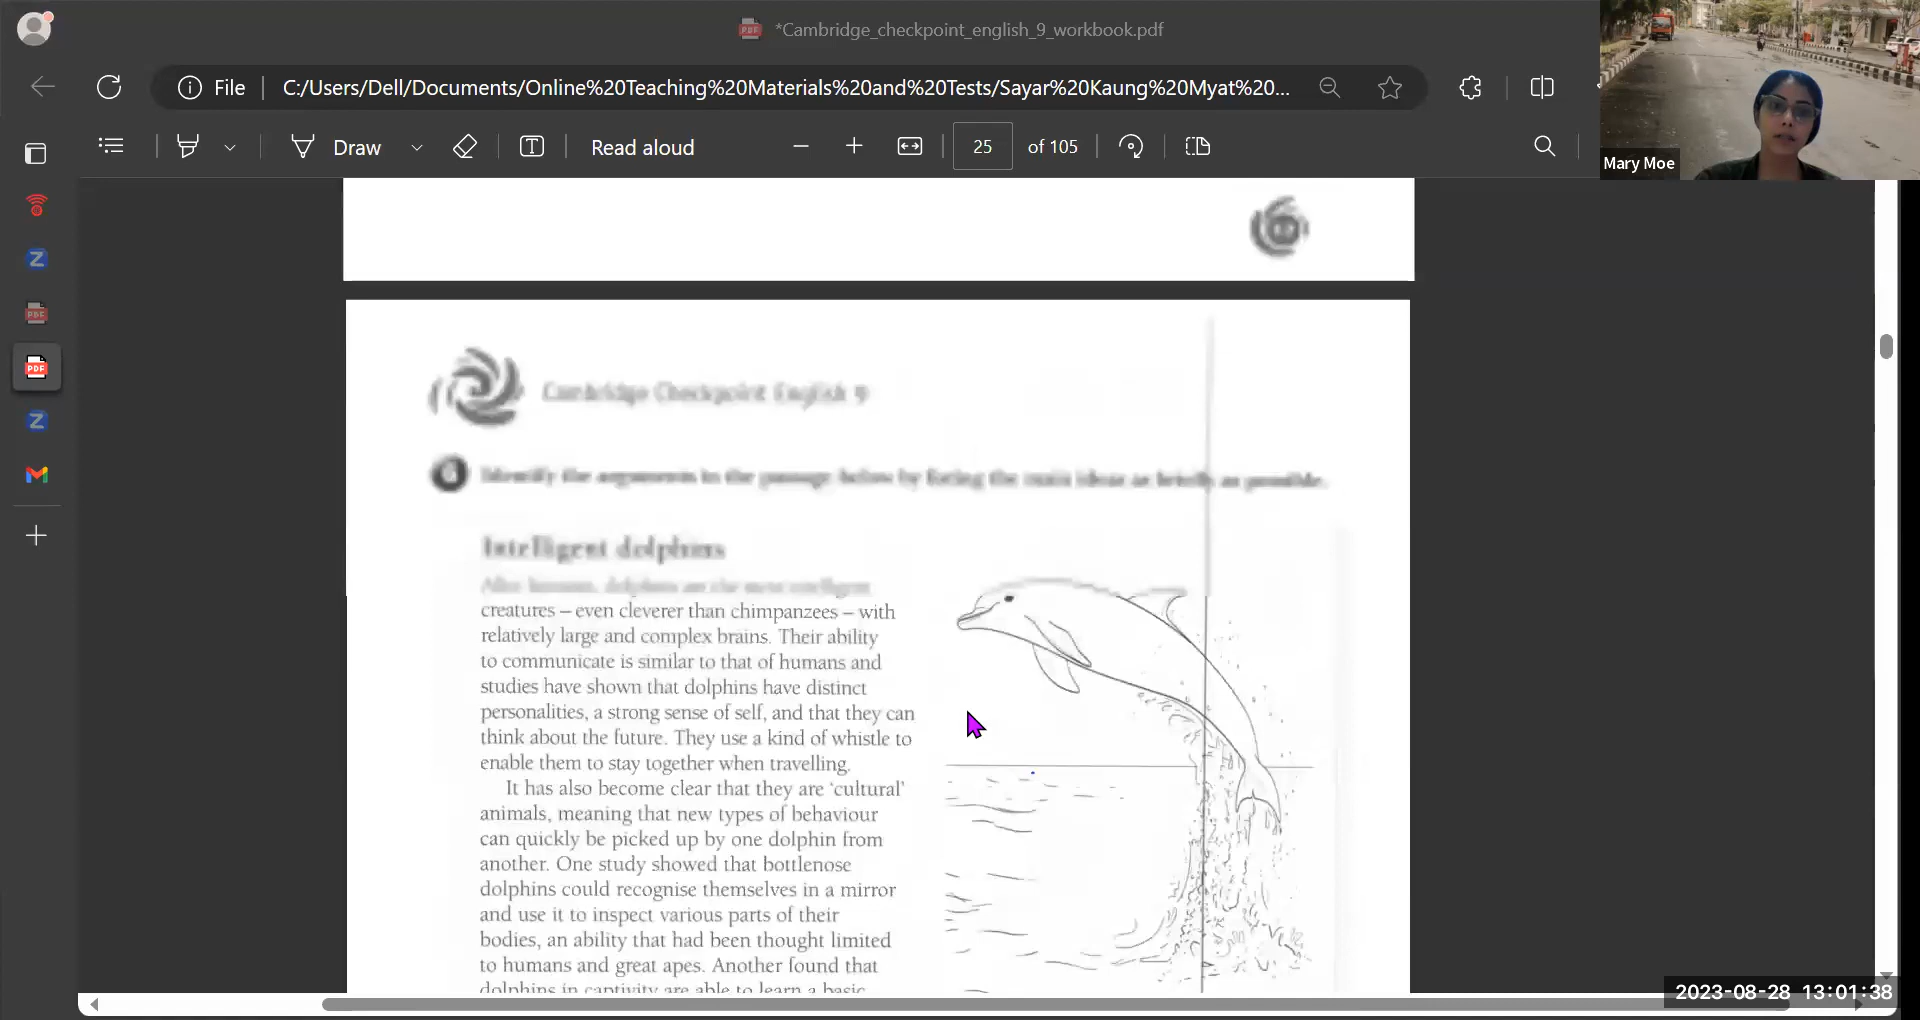 *Cambridge_checkpoint_english_9_workbook.pdf
File
C:/Users/Dell/Documents/Online%20Teaching%20Materials%20and%20Tests/Sayar%20Kaung%20Myat%20...
Draw
Read aloud
25
of 105
Mary Moe
Cambridge Checkpoint English 9
Identify the arguments in the passage below by listing the main ideas as briefly as possible.
Intelligent dolphins
After humans, dolphins are the most intelligent
creatures – even cleverer than chimpanzees – with
relatively large and complex brains. Their ability
to communicate is similar to that of humans and
studies have shown that dolphins have distinct
personalities, a strong sense of self, and that they can
think about the future. They use a kind of whistle to
enable them to stay together when travelling.
It has also become clear that they are ‘cultural’
animals, meaning that new types of behaviour
can quickly be picked up by one dolphin from
another. One study showed that bottlenose
dolphins could recognise themselves in a mirror
and use it to inspect various parts of their
bodies, an ability that had been thought limited
to humans and great apes. Another found that
dolphins in captivity are able to learn a basic
2023-08-28 13:01:38